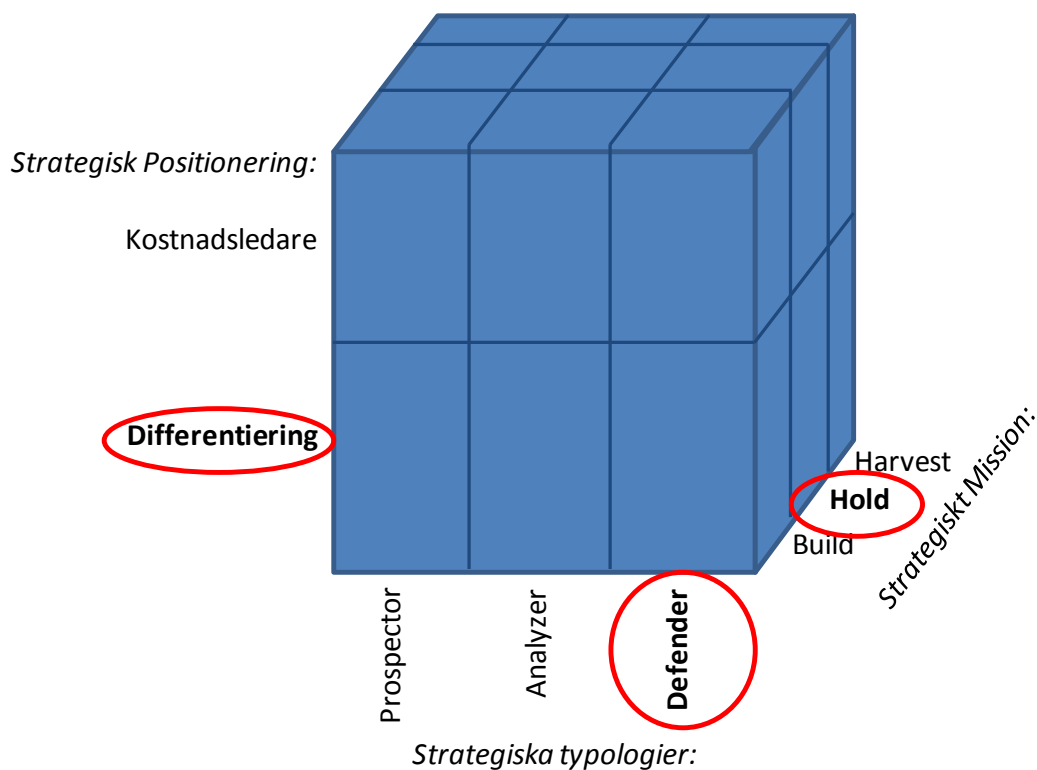 Strategisk Positionering:
Kostnadsledare
Differentiering
Harvest
Hold
Build
Strategiskt Mission:
Prospector
Analyzer
Defender
Strategiska typologier: